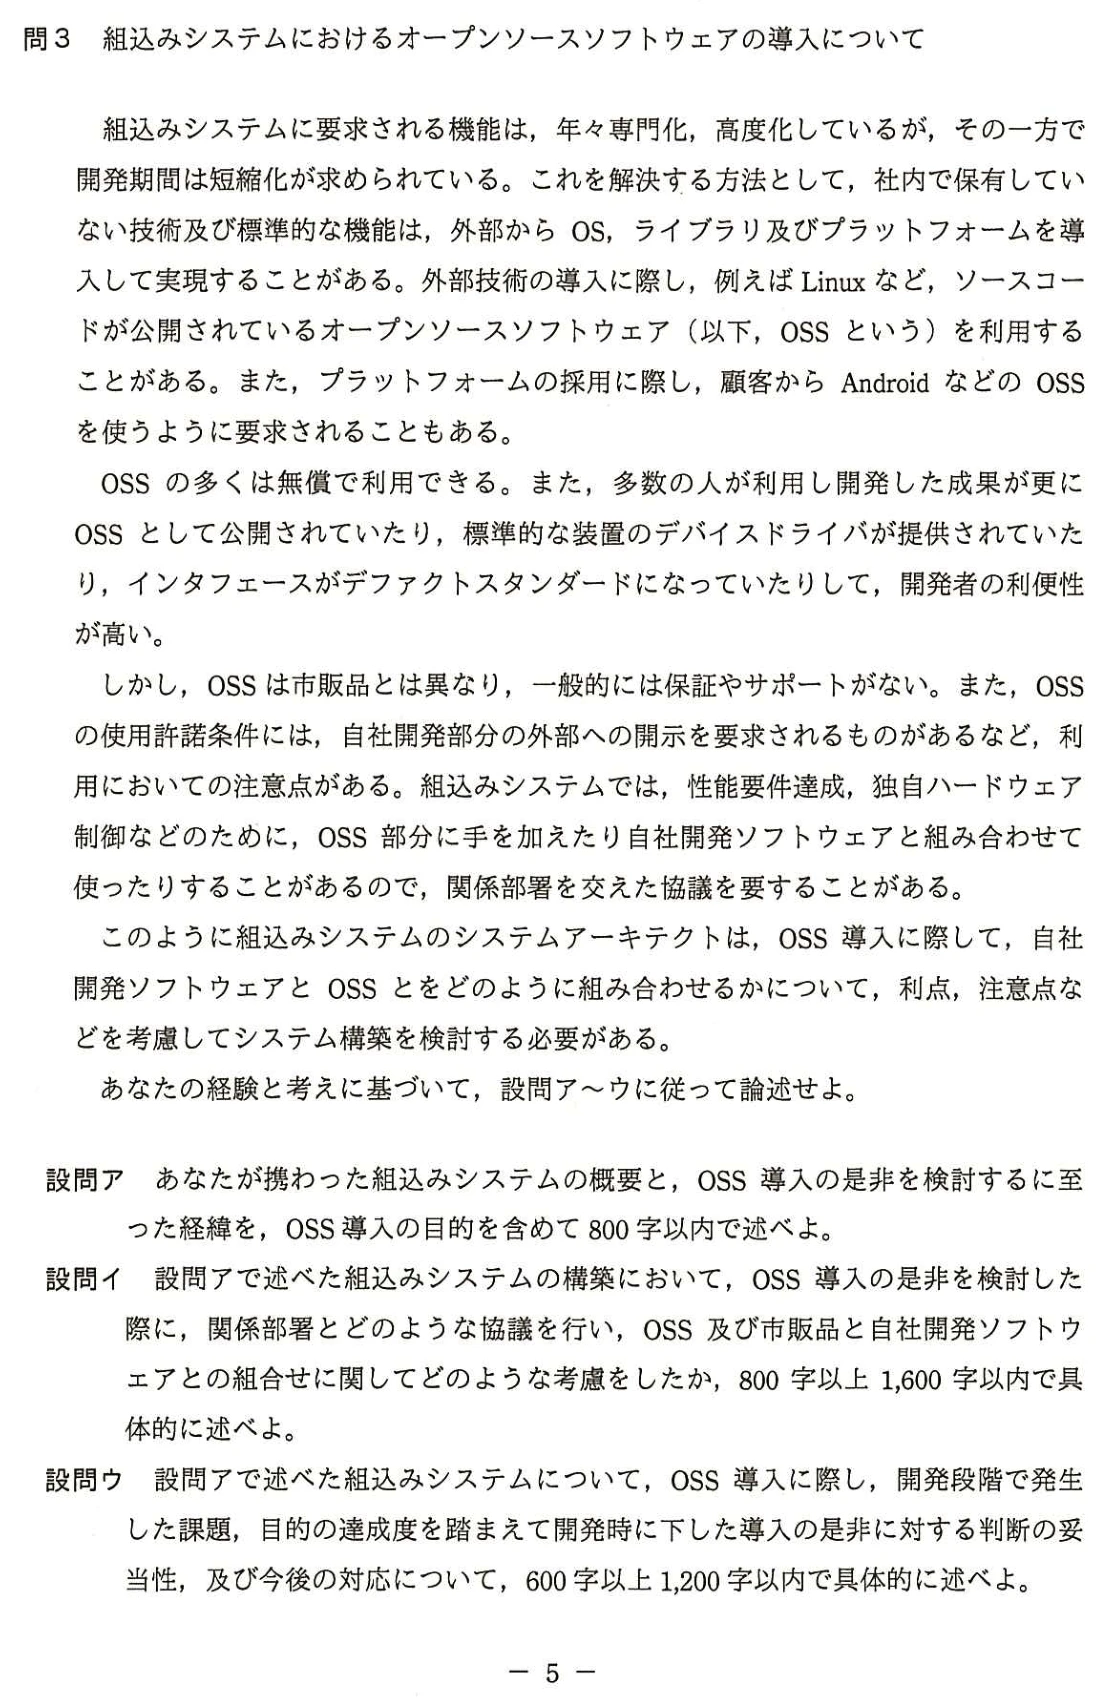 問３　組込みシステムにおけるオープンソースソフトウェアの導入について
組込みシステムに要求される機能は，年々専門化，高度化しているが，その一方で
開発期間は短縮化が求められている。これを解決する方法として，社内で保有してい
ない技術及び標準的な機能は，外部から OS，ライブラリ及びプラットフォームを導
入して実現することがある。外部技術の導入に際し，例えば Linux など，ソースコー
ドが公開されているオープンソースソフトウェア（以下，OSS という）を利用する
ことがある。また，プラットフォームの採用に際し，顧客から Android などの OSS
を使うように要求されることもある。
OSS の多くは無償で利用できる。また，多数の人が利用し開発した成果が更に
OSS として公開されていたり，標準的な装置のデバイスドライバが提供されていた
り，インタフェースがデファクトスタンダードになっていたりして，開発者の利便性
が高い。
しかし，OSS は市販品とは異なり，一般的には保証やサポートがない。また，OSS
の使用許諾条件には，自社開発部分の外部への開示を要求されるものがあるなど，利
用においての注意点がある。組込みシステムでは，性能要件達成，独自ハードウェア
制御などのために，OSS 部分に手を加えたり自社開発ソフトウェアと組み合わせて
使ったりすることがあるので，関係部署を交えた協議を要することがある。
このように組込みシステムのシステムアーキテクトは，OSS 導入に際して，自社
開発ソフトウェアと OSS とをどのように組み合わせるかについて，利点，注意点な
どを考慮してシステム構築を検討する必要がある。
あなたの経験と考えに基づいて，設問ア～ウに従って論述せよ。
設問ア　あなたが携わった組込みシステムの概要と，OSS 導入の是非を検討するに至
った経緯を，OSS 導入の目的を含めて 800 字以内で述べよ。
設問イ　設問アで述べた組込みシステムの構築において，OSS 導入の是非を検討した
際に，関係部署とどのような協議を行い，OSS 及び市販品と自社開発ソフトウ
ェアとの組合せに関してどのような考慮をしたか，800 字以上 1,600 字以内で具
体的に述べよ。
設問ウ　設問アで述べた組込みシステムについて，OSS 導入に際し，開発段階で発生
した課題，目的の達成度を踏まえて開発時に下した導入の是非に対する判断の妥
当性，及び今後の対応について，600 字以上 1,200 字以内で具体的に述べよ。
－ 5 －